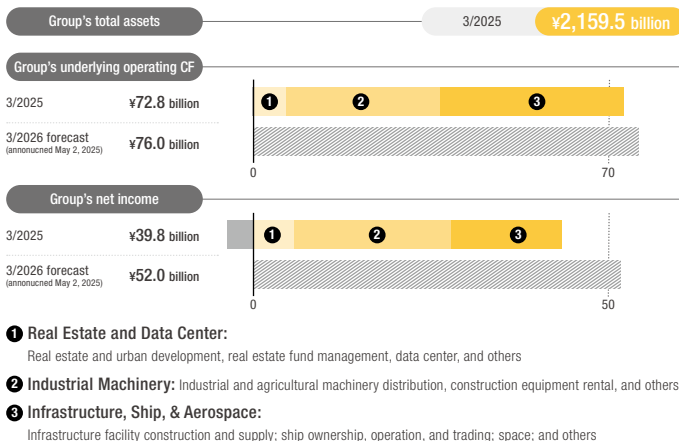 Group's total assets 3/2025 ¥2,159.5 billion
Group's underlying operating CF
3/2025 ¥72.8 billion 1 2 3
3/2026 forecast ¥76.0 billion
(annonucned May 2, 2025)
0 70
Group's net income
3/2025 ¥39.8 billion 1 2 3
3/2026 forecast ¥52.0 billion
(annonucned May 2, 2025)
0 50
1 Real Estate and Data Center:
Real estate and urban development, real estate fund management, data center, and others
2 Industrial Machinery: Industrial and agricultural machinery distribution, construction equipment rental, and others
3 Infrastructure, Ship, & Aerospace:
Infrastructure facility construction and supply; ship ownership, operation, and trading; space; and others